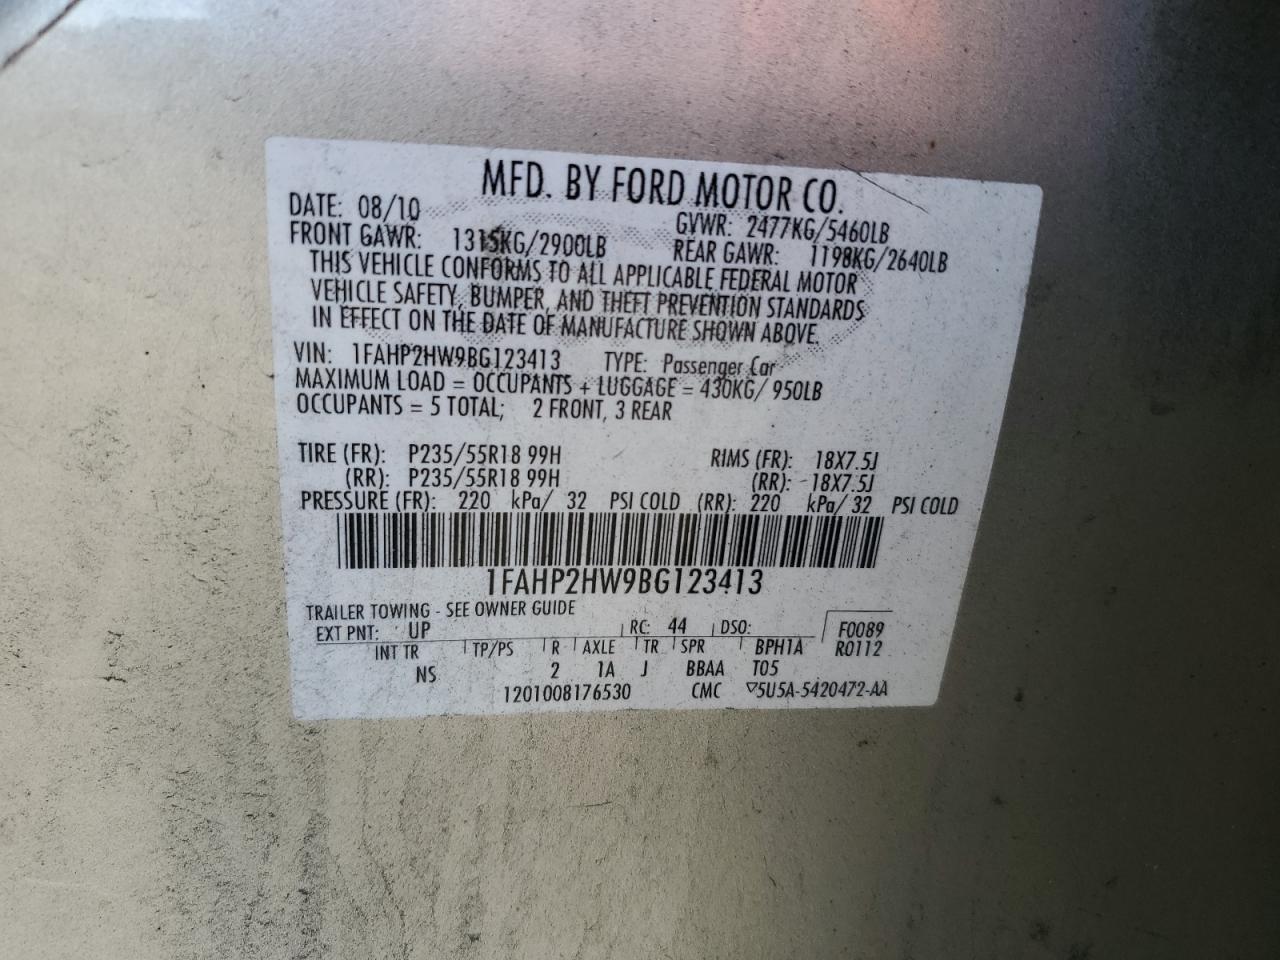 MFD. BY FORD MOTOR CO.
DATE: 08/10 GVWR: 2477KG/5460LB
FRONT GAWR: 1315KG/2900LB REAR GAWR: 1198KG/2640LB
THIS VEHICLE CONFORMS TO ALL APPLICABLE FEDERAL MOTOR
VEHICLE SAFETY, BUMPER, AND THEFT PREVENTION STANDARDS
IN EFFECT ON THE DATE OF MANUFACTURE SHOWN ABOVE.
VIN: 1FAHP2HW9BG123413 TYPE: Passenger Car
MAXIMUM LOAD = OCCUPANTS + LUGGAGE = 430KG/ 950LB
OCCUPANTS = 5 TOTAL; 2 FRONT, 3 REAR
TIRE (FR): P235/55R18 99H RIMS (FR): 18X7.5J
(RR): P235/55R18 99H (RR): 18X7.5J
PRESSURE (FR): 220 kPa/ 32 PSI COLD (RR): 220 kPa/ 32 PSI COLD
1FAHP2HW9BG123413
TRAILER TOWING - SEE OWNER GUIDE
EXT PNT: UP RC: 44 DSO: F0089
INT TR TP/PS R AXLE TR SPR BPH1A R0112
NS 2 1A J BBAA T05
1201008176530 CMC ▽5U5A-5420472-AA